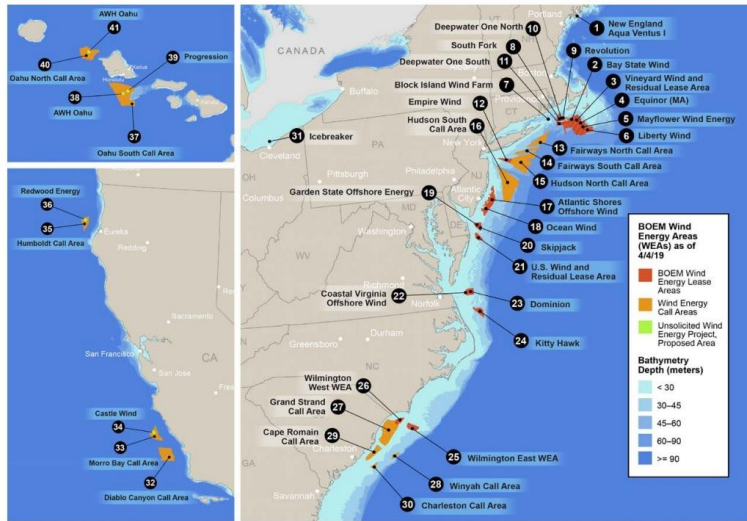 AWH Oahu
41
39
Progression
40
Oahu North Call Area
Kailua
Honolulu
38
AWH Oahu
37
Oahu South Call Area
Redwood Energy
36
35
Eureka
Humboldt Call Area
Redding
Sacramento
San Francisco
CA
San Jose
Castle Wind
34
33
Morro Bay Call Area
32
Diablo Canyon Call Area
CANADA
Buffalo
31
Icebreaker
Cleveland
PA
Pittsburgh
OH
Columbus
WV
VA
VT
Portland
Deepwater One North
10
1
New England
Aqua Ventus I
South Fork
8
Deepwater One South
11
9
Revolution
2
Bay State Wind
Boston
Block Island Wind Farm
7
3
Vineyard Wind and
Residual Lease Area
Providence
Empire Wind
12
4
Equinor (MA)
CT
5
Mayflower Wind Energy
Hudson
South
Call Area
16
6
Liberty Wind
New York
13
Fairways North Call Area
14
Fairways South Call Area
NJ
15
Hudson North Call Area
Philadelphia
Garden State Offshore Energy
19
Atlantic
City
17
Atlantic Shores
Offshore Wind
MD
DE
18
Ocean Wind
Washington
20
Skipjack
21
U.S. Wind and
Residual Lease Area
Richmond
Coastal Virginia
Offshore Wind
22
Norfolk
23
Dominion
24
Kitty Hawk
Durham
Greensboro
NC
Wilmington
West WEA
26
Grand Strand
Call Area
27
Cape Romain
Call Area
29
SC
Charleston
25
Wilmington East WEA
GA
28
Winyah Call Area
Savannah
30
Charleston Call Area
BOEM Wind
Energy Areas
(WEAs) as of
4/4/19
BOEM Wind
Energy Lease
Areas
Wind Energy
Call Areas
Unsolicited Wind
Energy Project,
Proposed Area
Bathymetry
Depth (meters)
< 30
30–45
45–60
60–90
>= 90